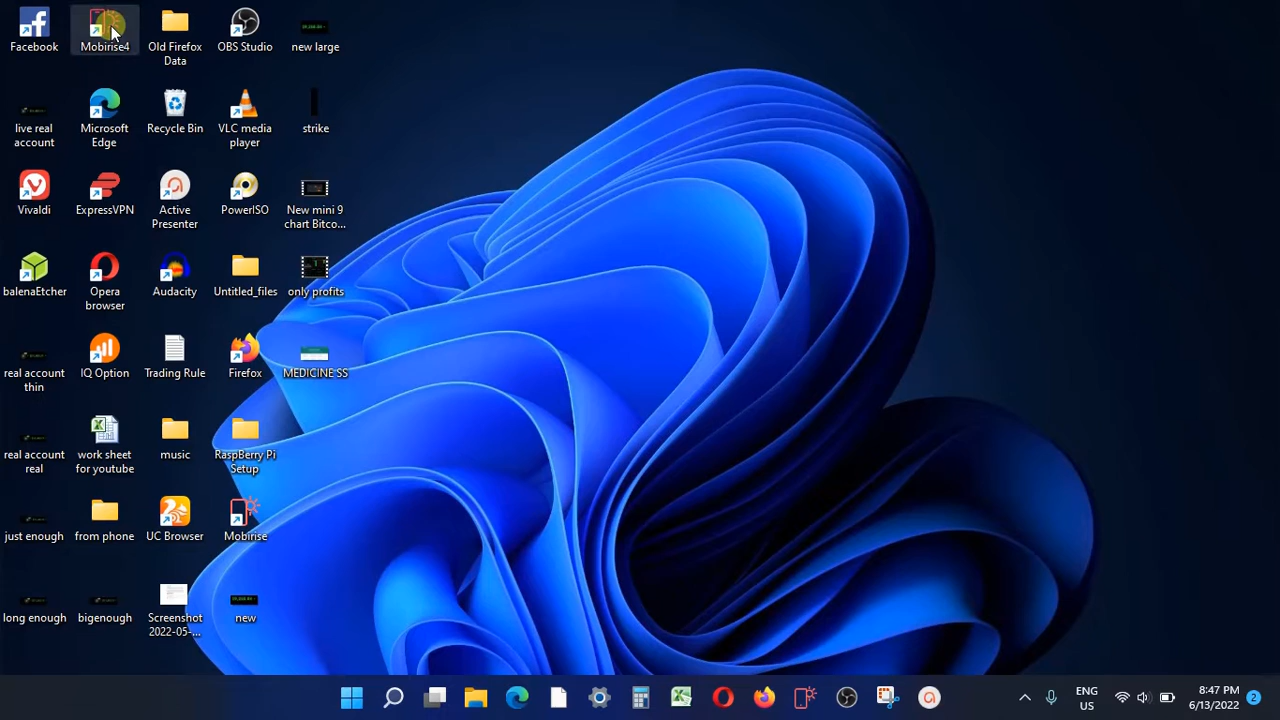 Facebook
Mobirise4
Old Firefox
Data
OBS Studio
new large
live real
account
Microsoft
Edge
Recycle Bin
VLC media
player
strike
Vivaldi
ExpressVPN
Active
Presenter
PowerISO
New mini 9
chart Bitco...
balenaEtcher
Opera
browser
Audacity
Untitled_files
only profits
real account
thin
IQ Option
Trading Rule
Firefox
MEDICINE SS
real account
real
work sheet
for youtube
music
RaspBerry Pi
Setup
just enough
from phone
UC Browser
Mobirise
long enough
bigenough
Screenshot
2022-05-...
new
ENG
US
8:47 PM
6/13/2022
2